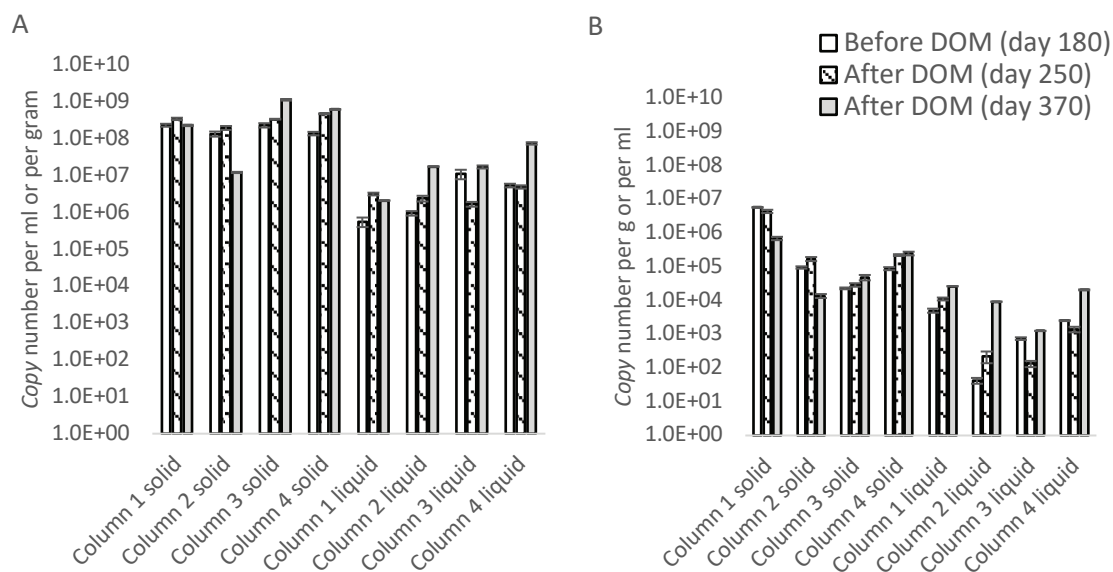 A
Copy number per ml or per gram
1.0E+10
1.0E+09
1.0E+08
1.0E+07
1.0E+06
1.0E+05
1.0E+04
1.0E+03
1.0E+02
1.0E+01
1.0E+00
Column 1 solid
Column 2 solid
Column 3 solid
Column 4 solid
Column 1 liquid
Column 2 liquid
Column 3 liquid
Column 4 liquid
B
Before DOM (day 180)
After DOM (day 250)
After DOM (day 370)
Copy number per g or per ml
1.0E+10
1.0E+09
1.0E+08
1.0E+07
1.0E+06
1.0E+05
1.0E+04
1.0E+03
1.0E+02
1.0E+01
1.0E+00
Column 1 solid
Column 2 solid
Column 3 solid
Column 4 solid
Column 1 liquid
Column 2 liquid
Column 3 liquid
Column 4 liquid